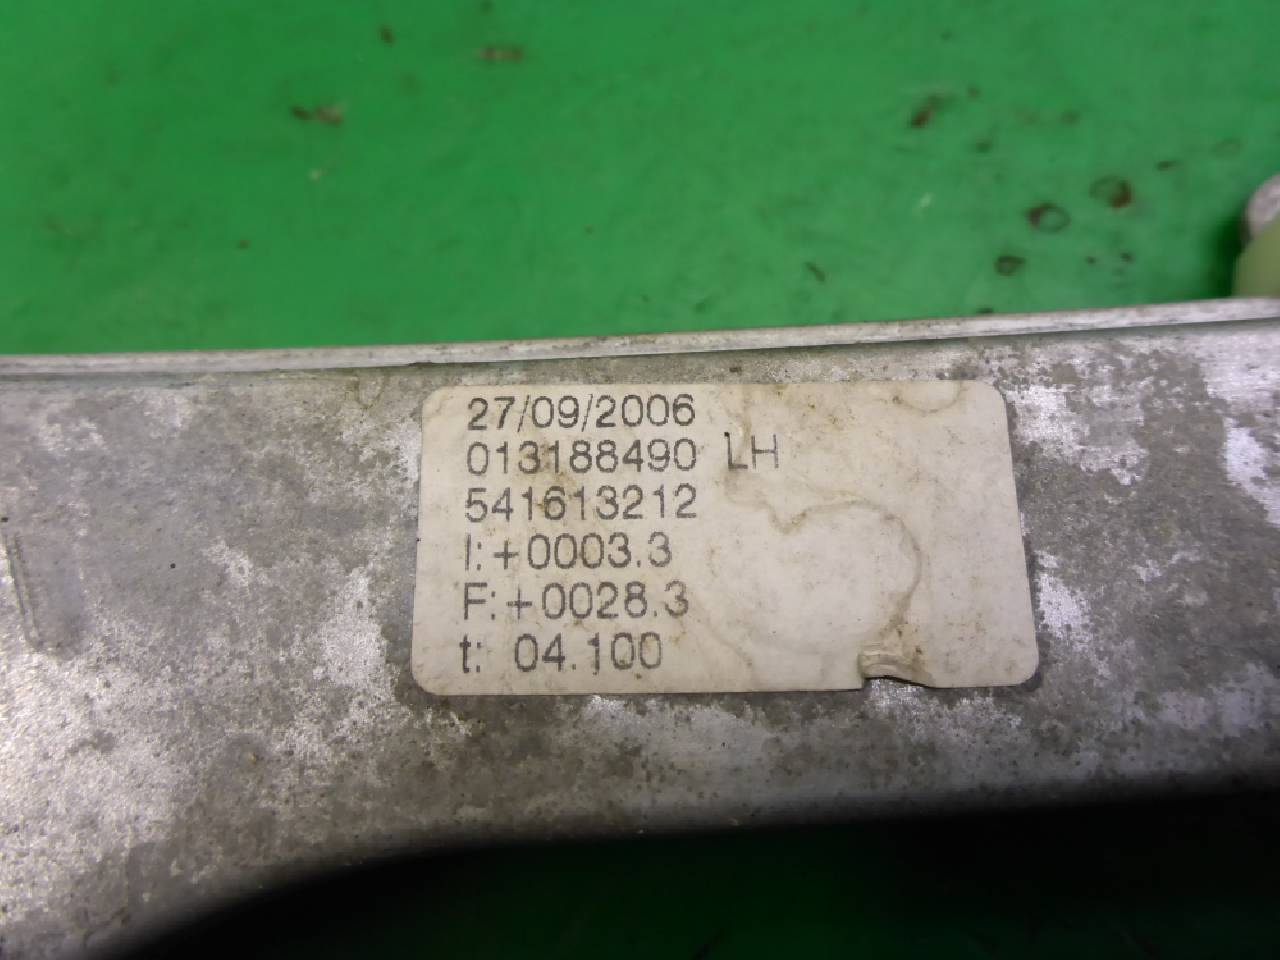 27/09/2006
013188490 LH
541613212
I:+0003.3
F:+0028.3
t: 04.100